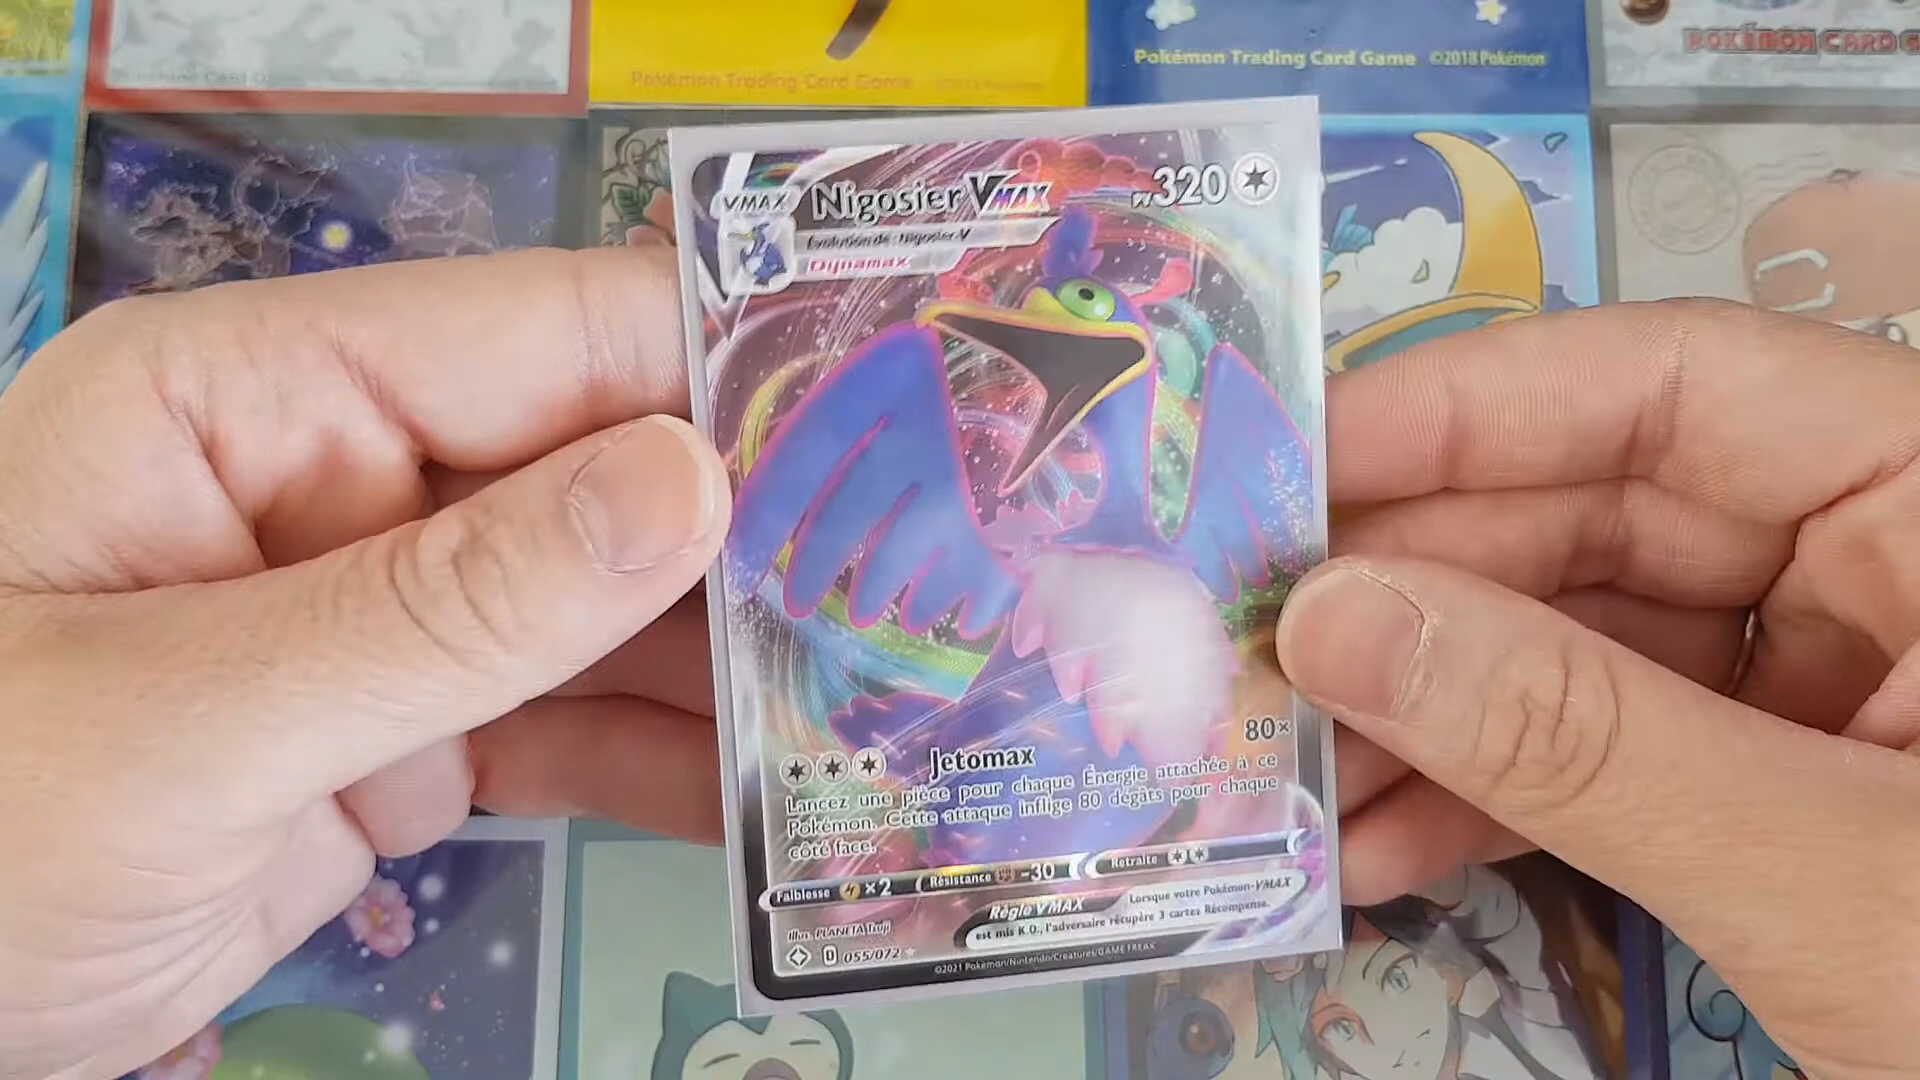 Pokémon Trading Card Game
Pokémon Trading Card Game ©2018 Pokémon
POKÉMON CARD G
VMAX
Nigosier VMAX
PV 320
Évolution de Nigosier-V
Dynamax
Jetomax
80×
Lancez une pièce pour chaque Énergie attachée à ce
Pokémon. Cette attaque inflige 80 dégâts pour chaque
côté face.
Faiblesse ×2 Résistance -30 Retraite
Règle VMAX Lorsque votre Pokémon-VMAX
est mis K.O., l'adversaire récupère 3 cartes Récompense.
Illus. PLANETA Tsuji
D 055/072
©2021 Pokémon/Nintendo/Creatures/GAME FREAK